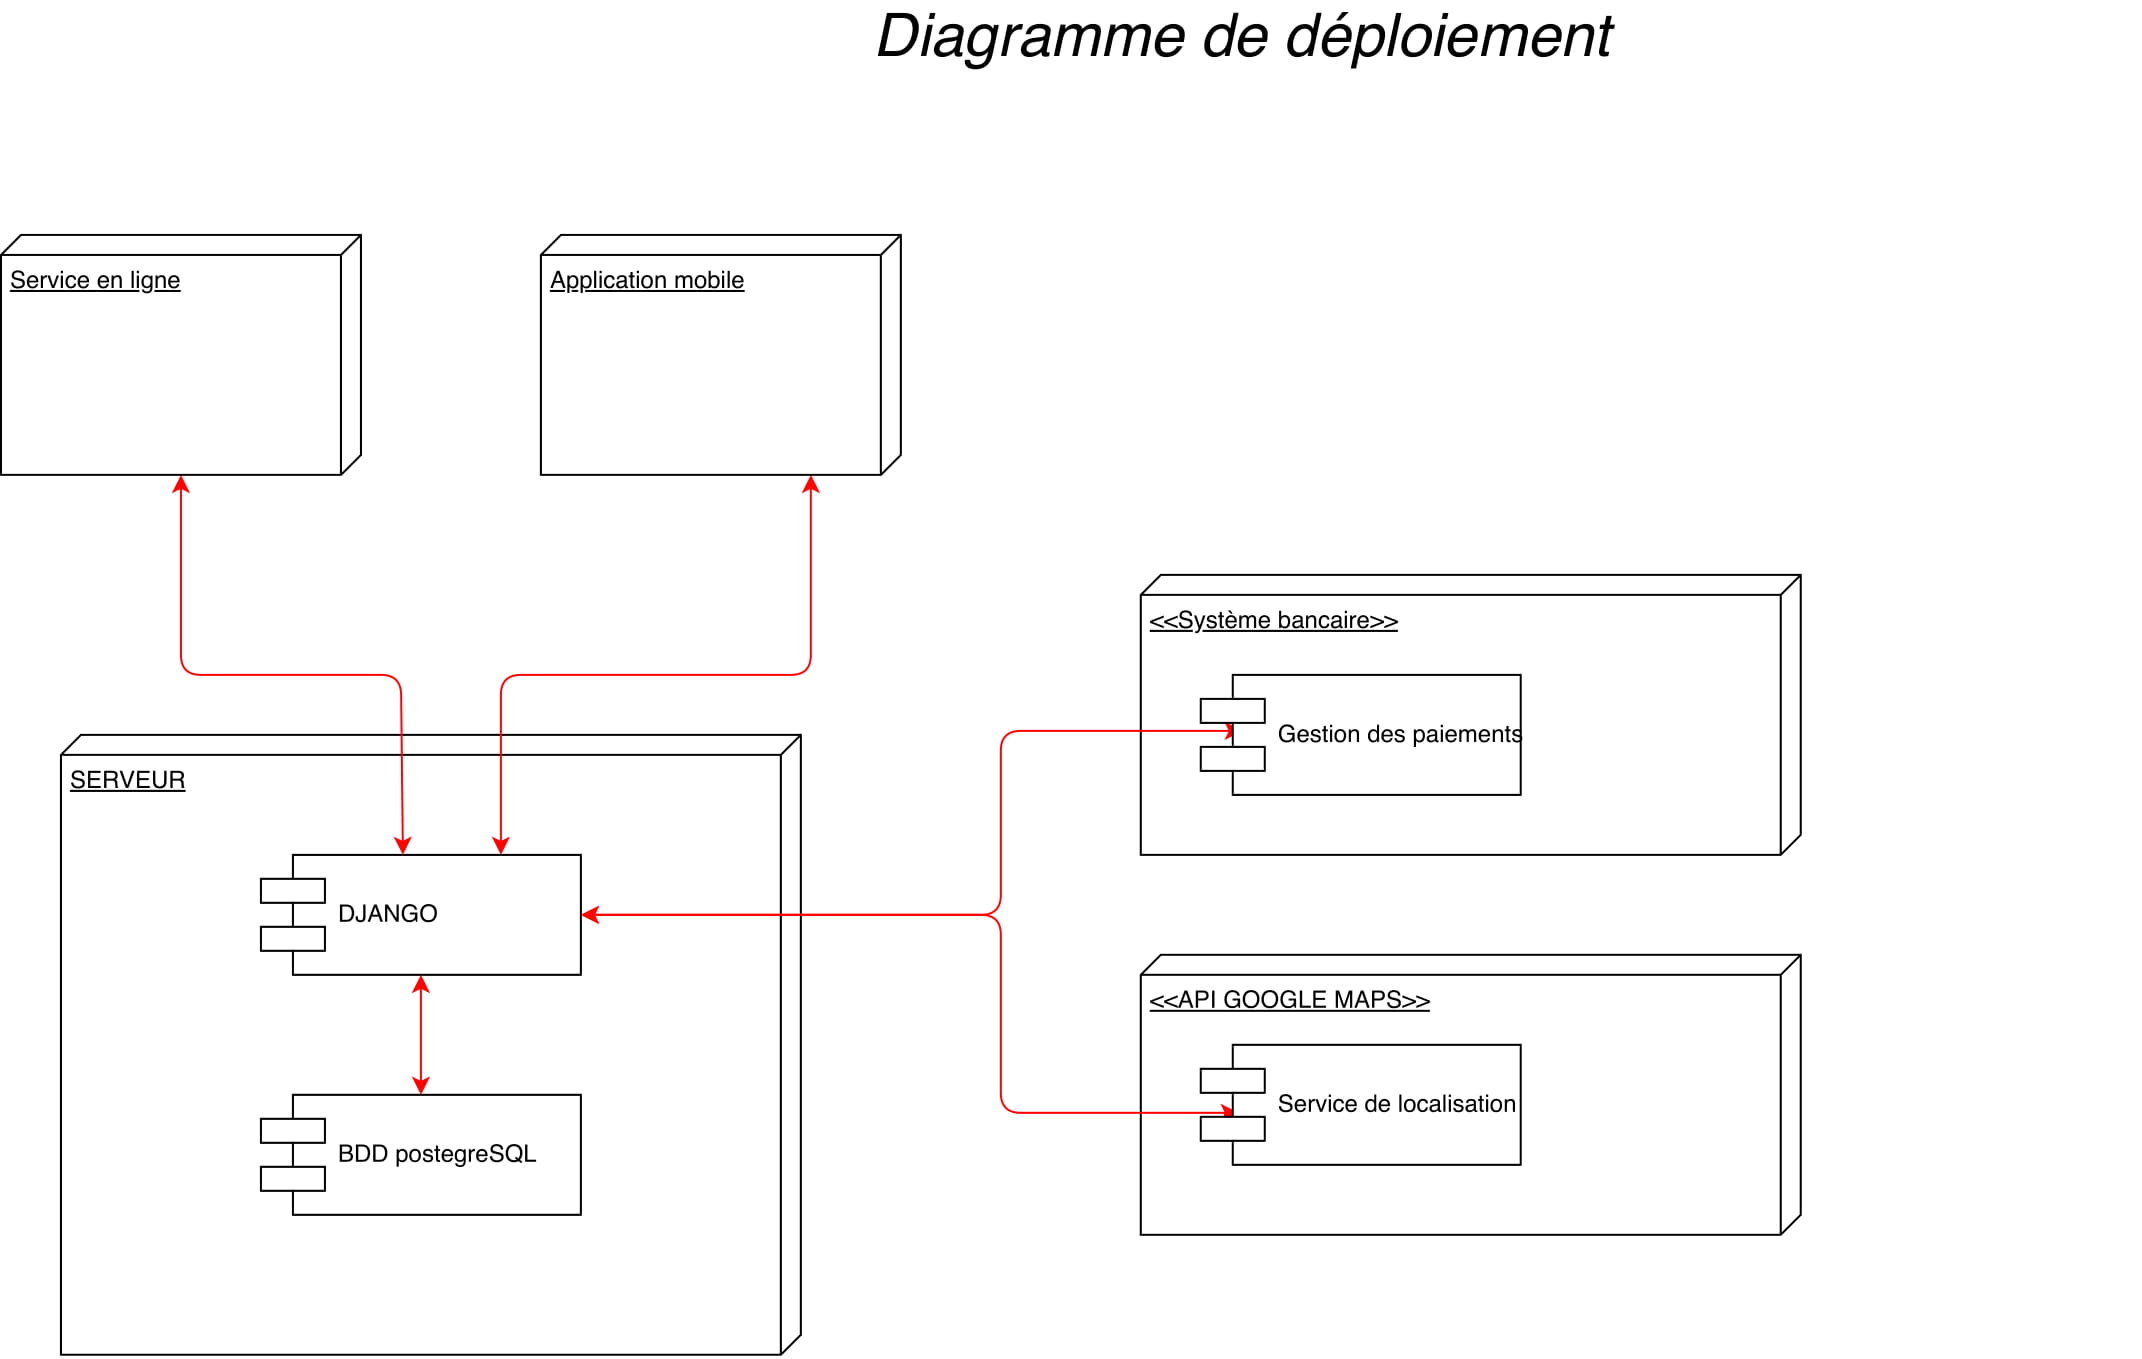 Diagramme de déploiement
Service en ligne
Application mobile
<<Système bancaire>>
Gestion des paiements
SERVEUR
DJANGO
BDD postegreSQL
<<API GOOGLE MAPS>>
Service de localisation